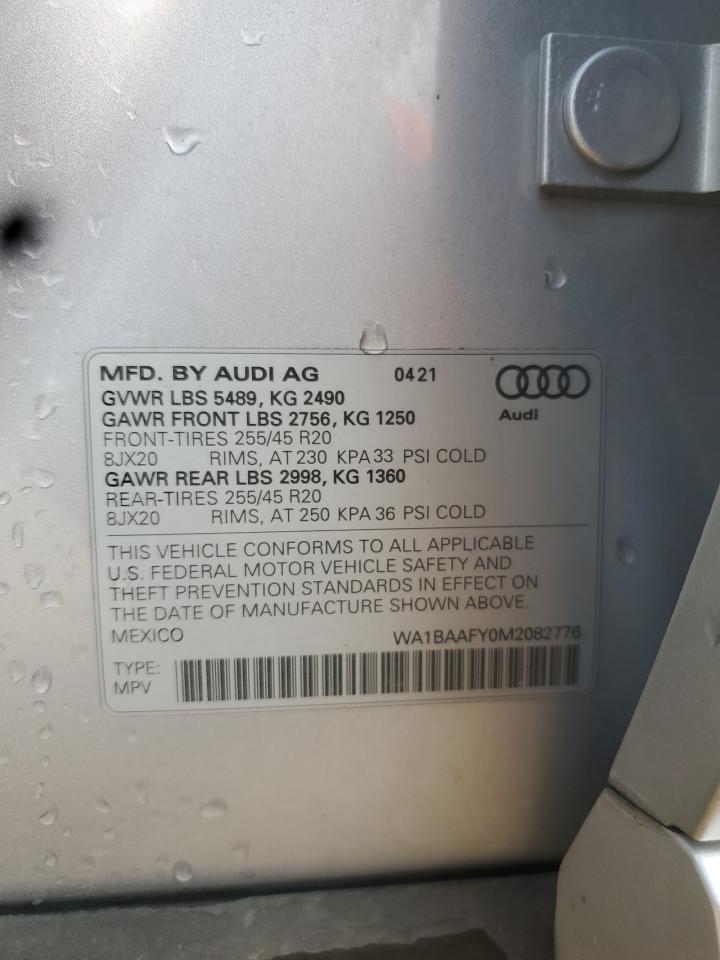 MFD. BY AUDI AG 0421
Audi
GVWR LBS 5489, KG 2490
GAWR FRONT LBS 2756, KG 1250
FRONT-TIRES 255/45 R20
8JX20 RIMS, AT 230 KPA 33 PSI COLD
GAWR REAR LBS 2998, KG 1360
REAR-TIRES 255/45 R20
8JX20 RIMS, AT 250 KPA 36 PSI COLD
THIS VEHICLE CONFORMS TO ALL APPLICABLE
U.S. FEDERAL MOTOR VEHICLE SAFETY AND
THEFT PREVENTION STANDARDS IN EFFECT ON
THE DATE OF MANUFACTURE SHOWN ABOVE.
MEXICO WA1BAAFY0M2082776
TYPE:
MPV